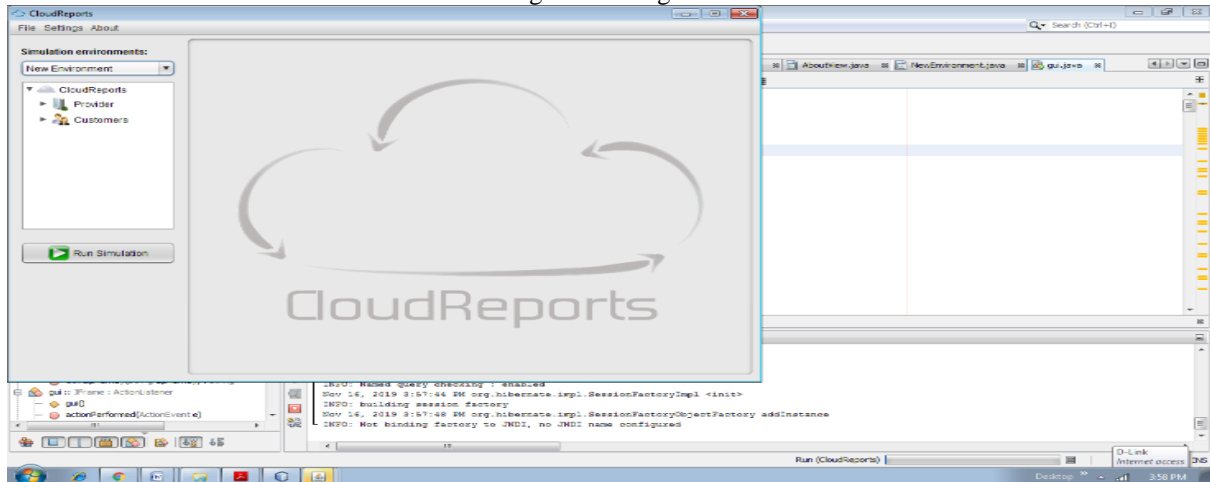 CloudReports
File Settings About
Search (Ctrl+I)
Simulation environments:
New Environment
AboutView.java NewEnvironment.java gui.java
CloudReports
Provider
Customers
Run Simulation
CloudReports
INFO: Named query checking : enabled
gui :: JFrame : ActionListener
Nov 16, 2019 3:57:44 PM org.hibernate.impl.SessionFactoryImpl <init>
gui()
INFO: building session factory
actionPerformed(ActionEvent e)
Nov 16, 2019 3:57:48 PM org.hibernate.impl.SessionFactoryObjectFactory addInstance
INFO: Not binding factory to JNDI, no JNDI name configured
Run (CloudReports)
D-Link
Internet access
INS
Desktop
3:58 PM